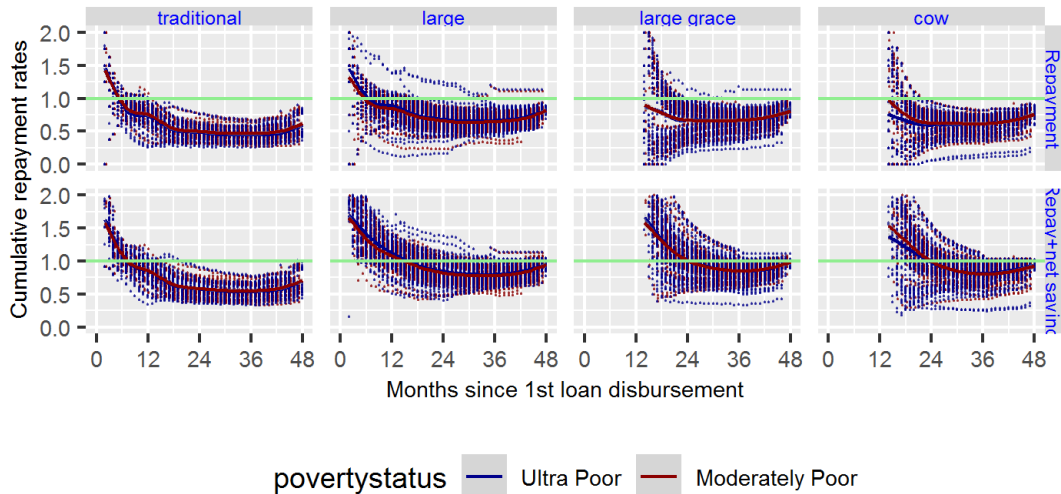 traditional large large grace cow
Cumulative repayment rates
2.0
1.5
1.0
0.5
0.0
Repayment
2.0
1.5
1.0
0.5
0.0
Repay+net saving
0 12 24 36 48 0 12 24 36 48 0 12 24 36 48 0 12 24 36 48
Months since 1st loan disbursement
povertystatus Ultra Poor Moderately Poor